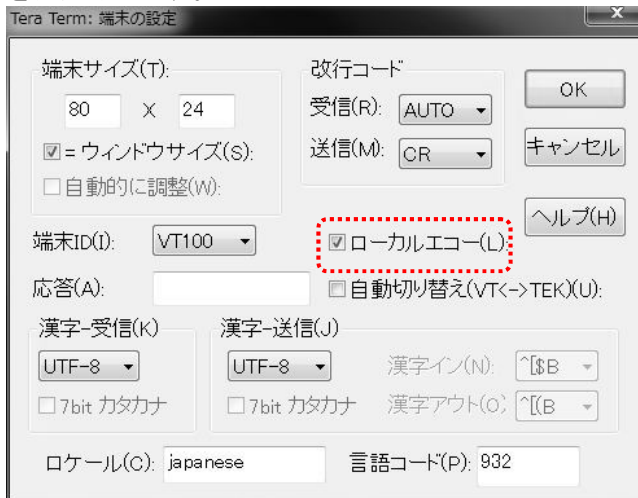 Tera Term: 端末の設定
端末サイズ(T):
80 X 24
= ウィンドウサイズ(S):
自動的に調整(W):
改行コード
受信(R): AUTO
送信(M): CR
OK
キャンセル
ヘルプ(H)
端末ID(I): VT100
ローカルエコー(L):
応答(A):
自動切り替え(VT<->TEK)(U):
漢字-受信(K)
UTF-8
7bit カタカナ
漢字-送信(J)
UTF-8
7bit カタカナ
漢字イン(N): ^[$B
漢字アウト(O): ^[(B
ロケール(C): japanese
言語コード(P): 932